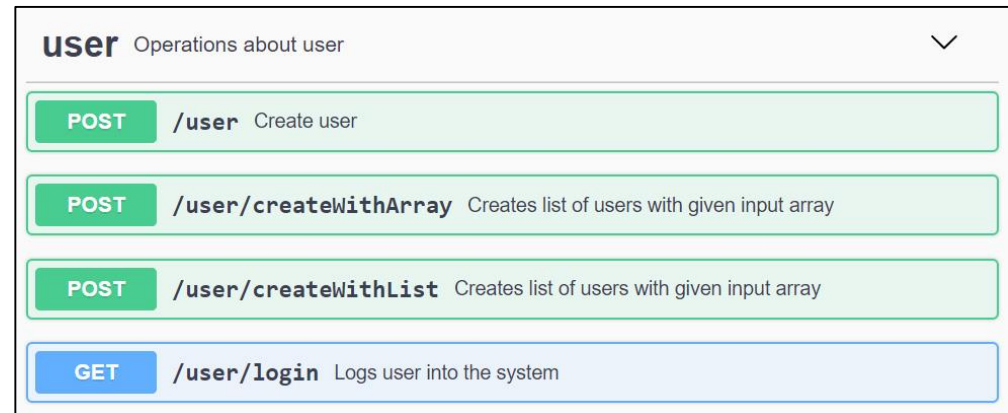 user Operations about user
POST /user Create user
POST /user/createWithArray Creates list of users with given input array
POST /user/createWithList Creates list of users with given input array
GET /user/login Logs user into the system